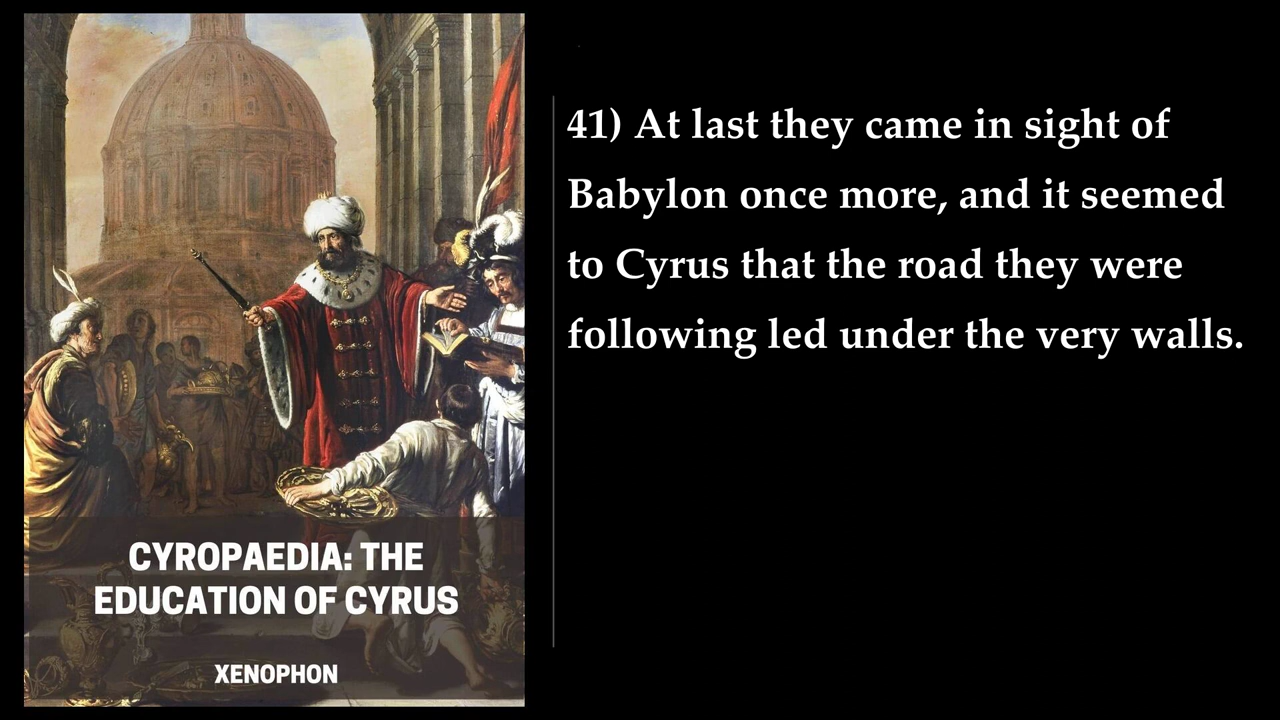 41) At last they came in sight of
Babylon once more, and it seemed
to Cyrus that the road they were
following led under the very walls.
CYROPAEDIA: THE
EDUCATION OF CYRUS
XENOPHON